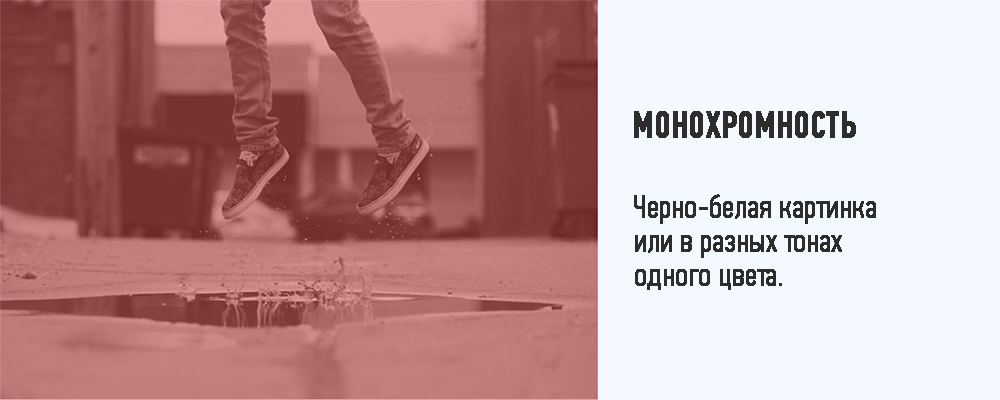 МОНОХРОМНОСТЬ
Черно-белая картинка
или в разных тонах
одного цвета.